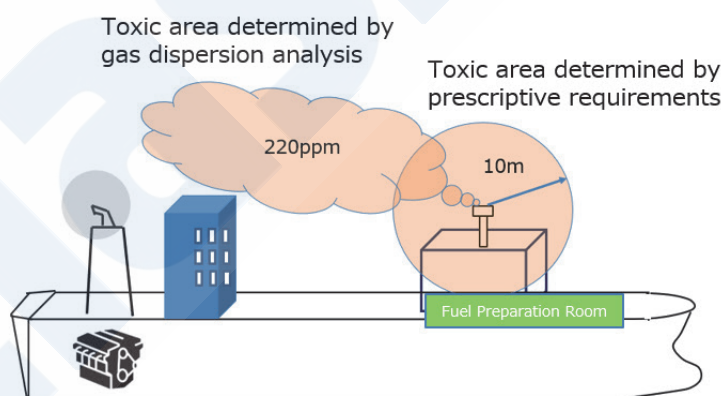 Toxic area determined by
gas dispersion analysis
Toxic area determined by
prescriptive requirements
220ppm
10m
Fuel Preparation Room